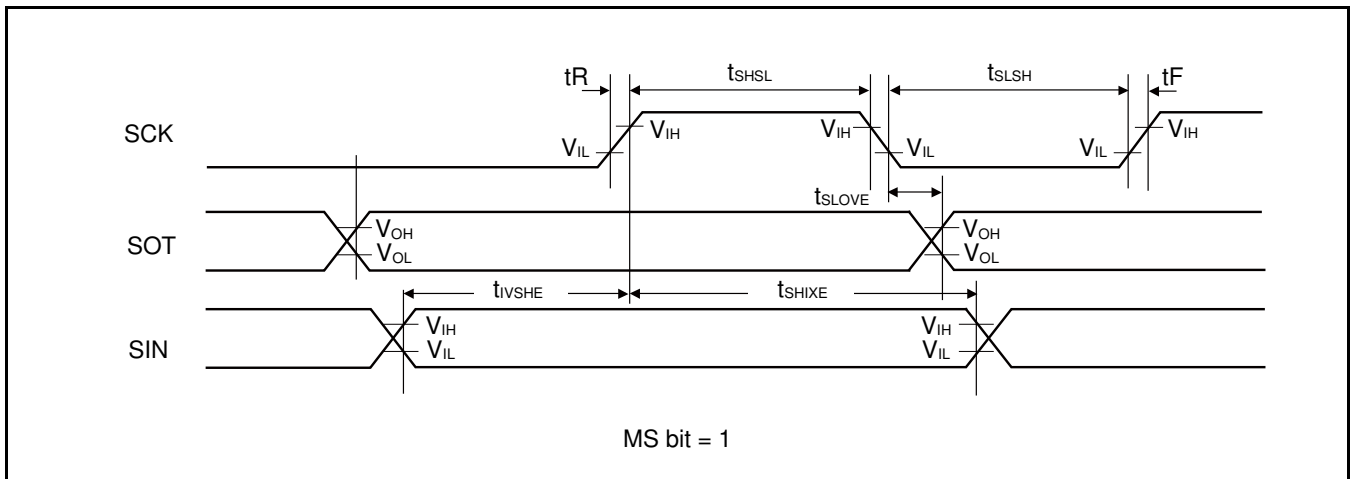 tR tSHSL tSLSH tF
SCK VIH VIH VIH
VIL VIL VIL
tSLOVE
SOT VOH VOH
VOL VOL
tIVSHE tSHIXE
SIN VIH VIH
VIL VIL
MS bit = 1